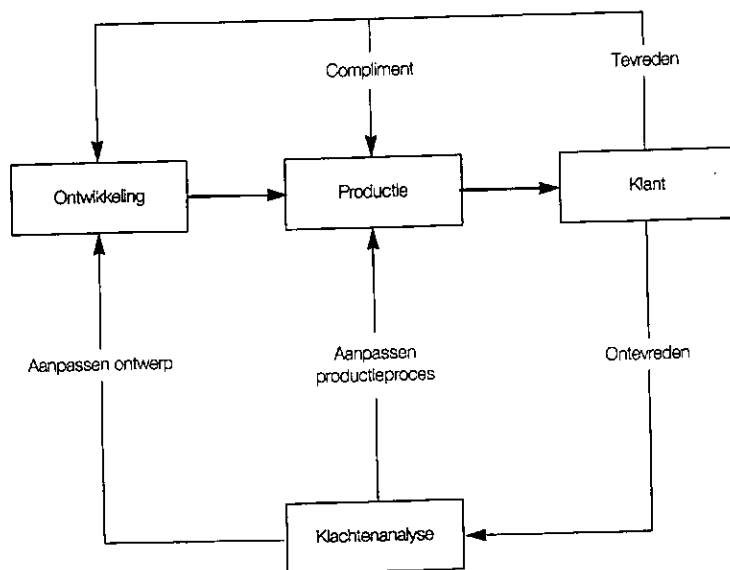 Compliment
Tevreden
Ontwikkeling
Productie
Klant
Aanpassen ontwerp
Aanpassen
productieproces
Ontevreden
Klachtenanalyse